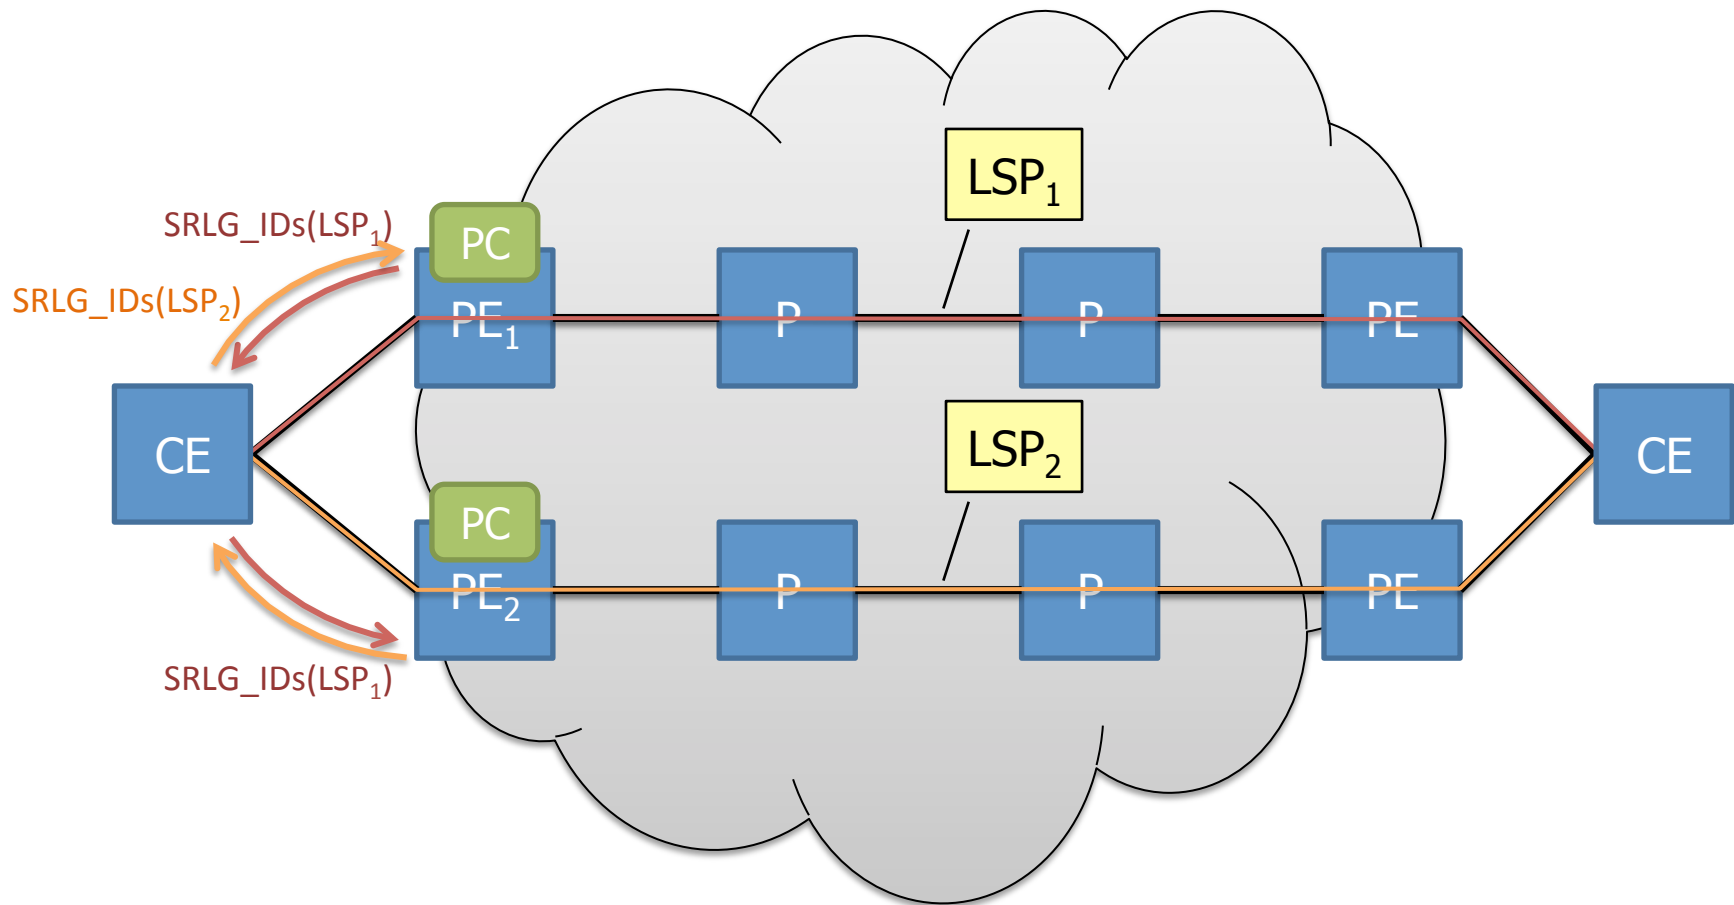 LSP₁
SRLG_IDs(LSP₁)
PC
SRLG_IDs(LSP₂)
PE₁
P
P
PE
CE
LSP₂
CE
PC
PE₂
P
P
PE
SRLG_IDs(LSP₁)